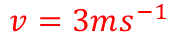 v = 3ms⁻¹